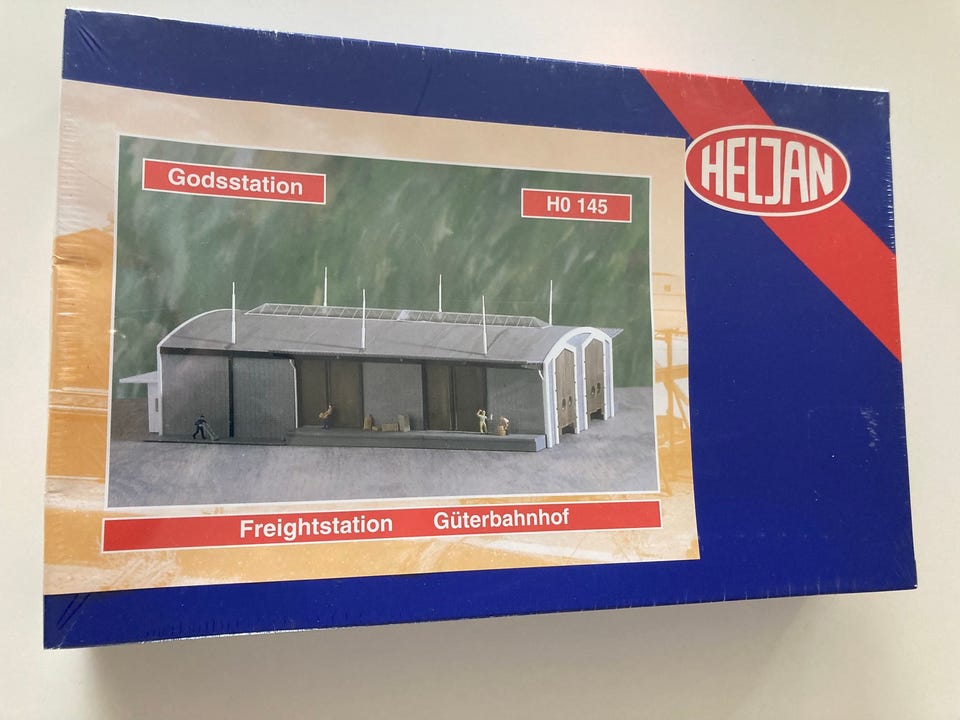 Godsstation
H0 145
HELJAN
Freightstation Güterbahnhof